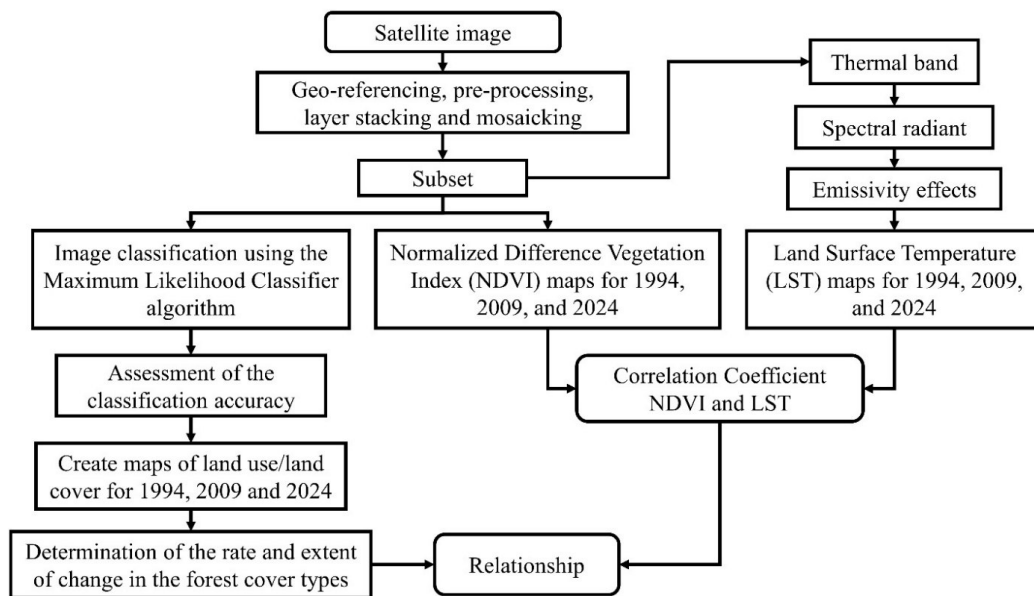 Satellite image
Geo-referencing, pre-processing,
layer stacking and mosaicking
Subset
Thermal band
Spectral radiant
Emissivity effects
Image classification using the
Maximum Likelihood Classifier
algorithm
Normalized Difference Vegetation
Index (NDVI) maps for 1994,
2009, and 2024
Land Surface Temperature
(LST) maps for 1994, 2009,
and 2024
Assessment of the
classification accuracy
Correlation Coefficient
NDVI and LST
Create maps of land use/land
cover for 1994, 2009 and 2024
Determination of the rate and extent
of change in the forest cover types
Relationship